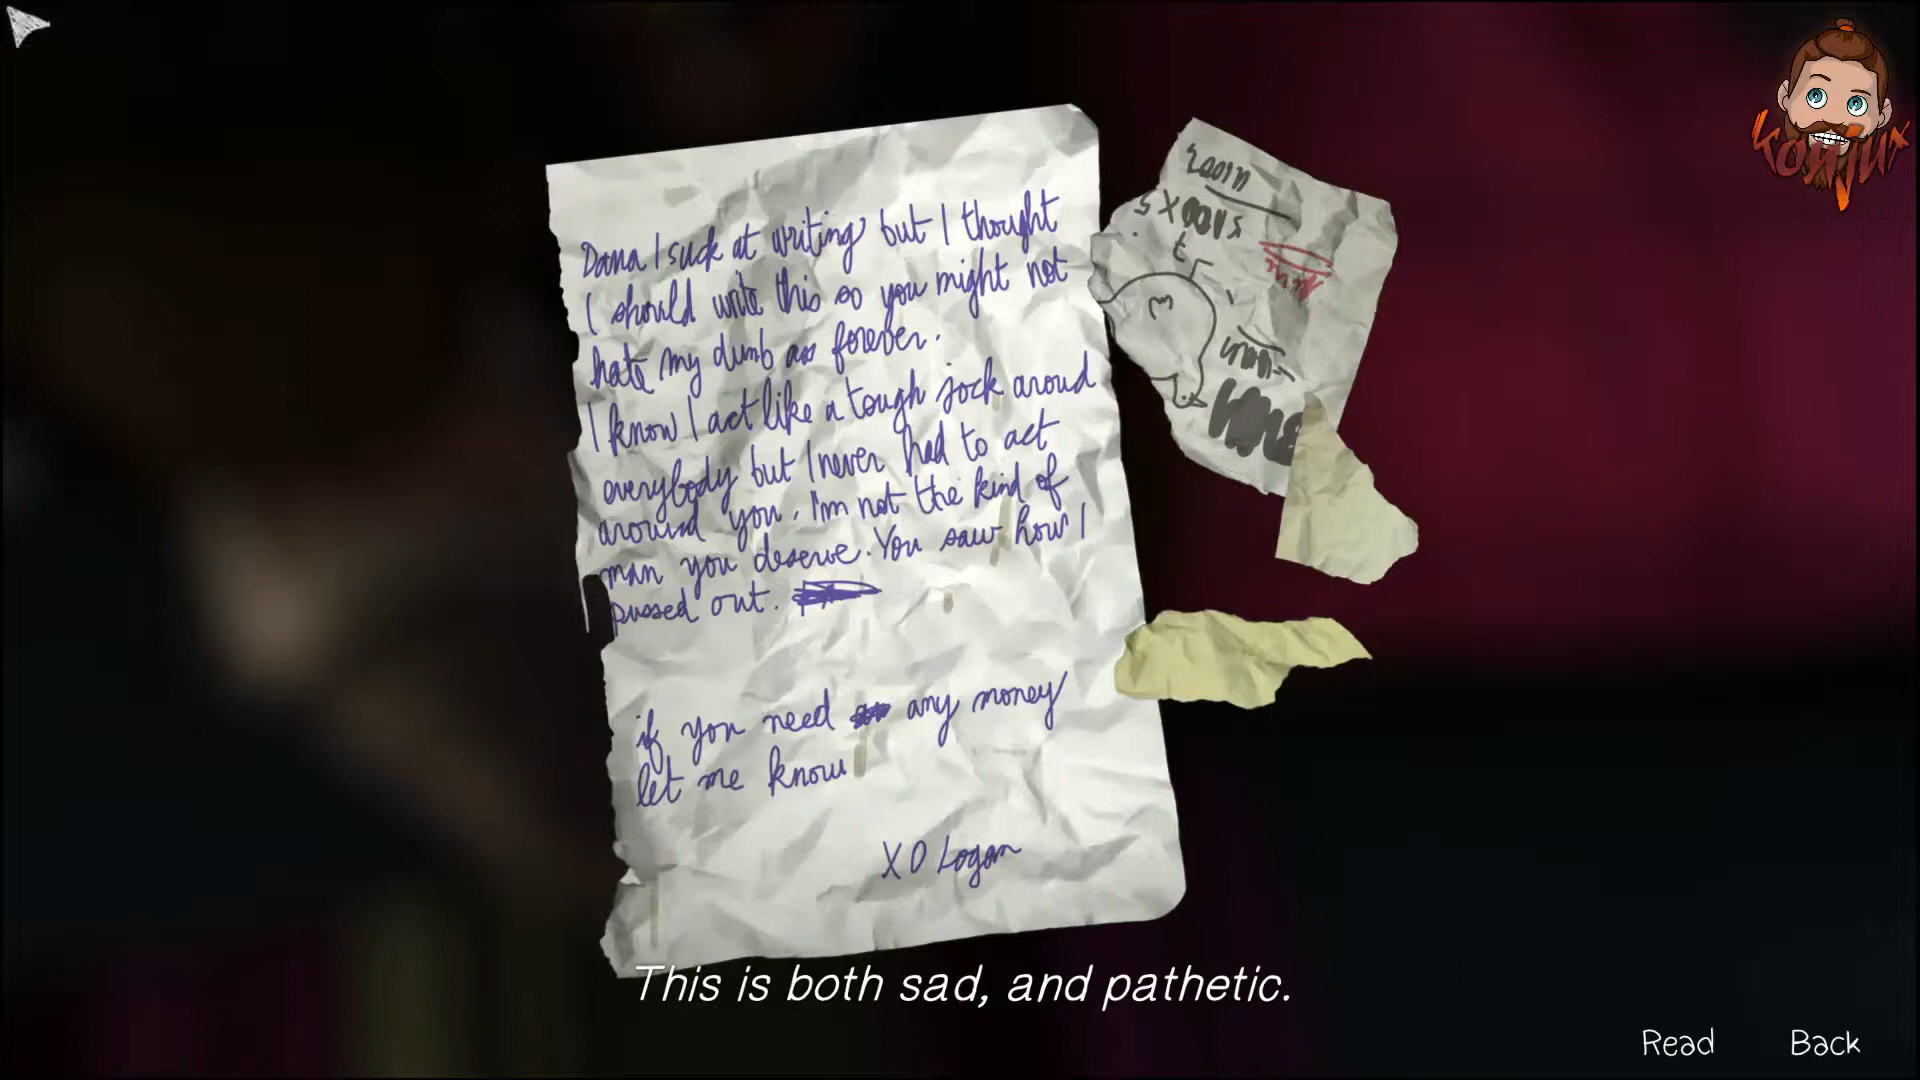 Dana I suck at writing but I thought
I should write this so you might not
hate my dumb ass forever.
I know I act like a tough jock aroud
everybody but I never had to act
around you. I'm not the kind of
man you deserve. You saw how I
pussed out.
if you need any money
let me know
XO Logan
This is both sad, and pathetic.
Read Back